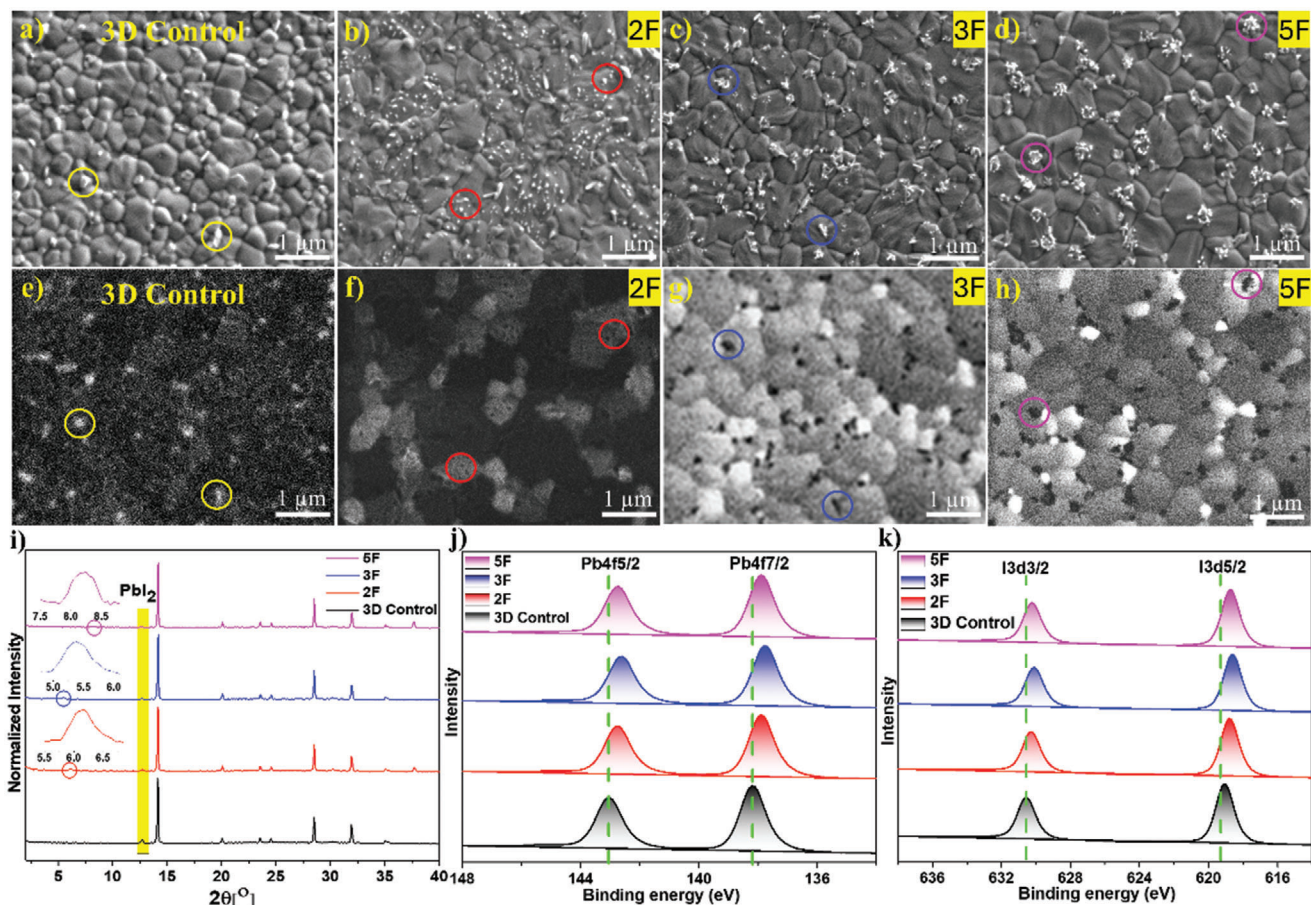 a) 3D Control
b) 2F
c) 3F
d) 5F
1 µm
1 µm
1 µm
1 µm
e) 3D Control
f) 2F
g) 3F
h) 5F
1 µm
1 µm
1 µm
1 µm
i)
PbI2
5F
3F
2F
3D Control
7.5 8.0 8.5
5.0 5.5 6.0
5.5 6.0 6.5
Normalized Intensity
5 10 15 20 25 30 35 40
2θ[O]
j)
Pb4f5/2 Pb4f7/2
5F
3F
2F
3D Control
Intensity
148 144 140 136
Binding energy (eV)
k)
I3d3/2 I3d5/2
5F
3F
2F
3D Control
Intensity
636 632 628 624 620 616
Binding energy (eV)